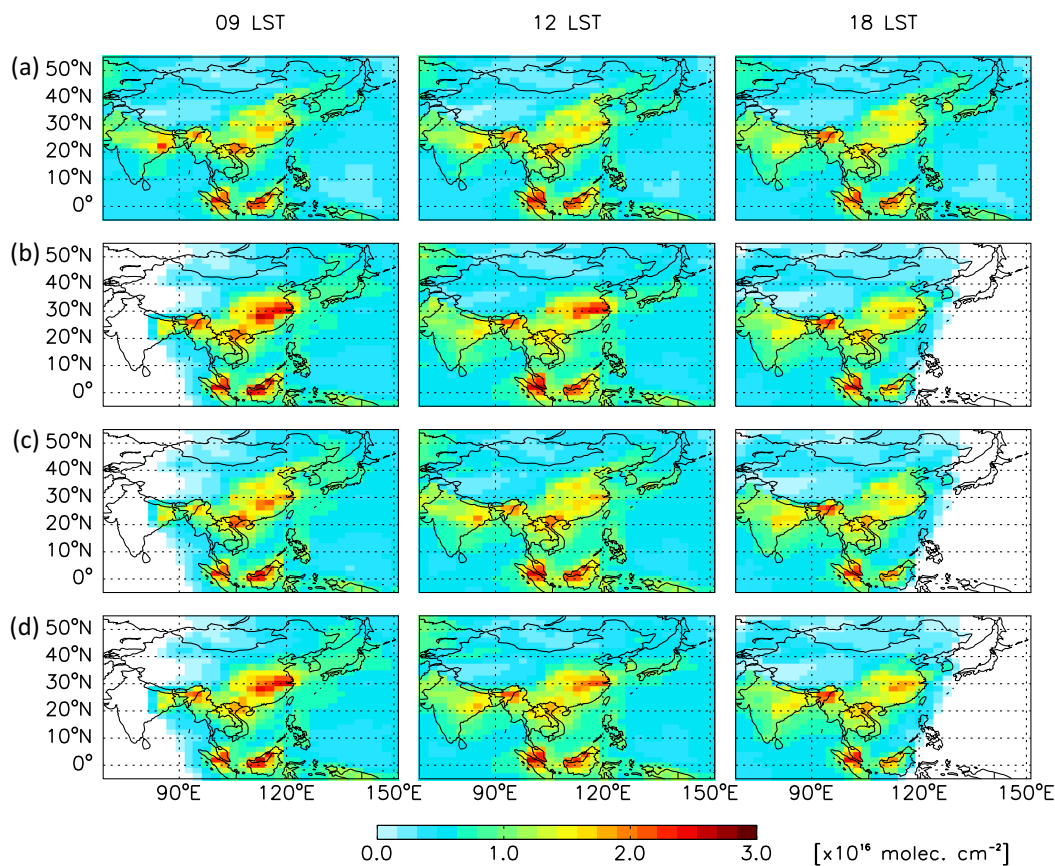 09 LST 12 LST 18 LST
(a) 50°N
40°N
30°N
20°N
10°N
0°
(b) 50°N
40°N
30°N
20°N
10°N
0°
(c) 50°N
40°N
30°N
20°N
10°N
0°
(d) 50°N
40°N
30°N
20°N
10°N
0°
90°E 120°E 150°E 90°E 120°E 150°E 90°E 120°E 150°E
0.0 1.0 2.0 3.0 [x10¹⁶ molec. cm⁻²]